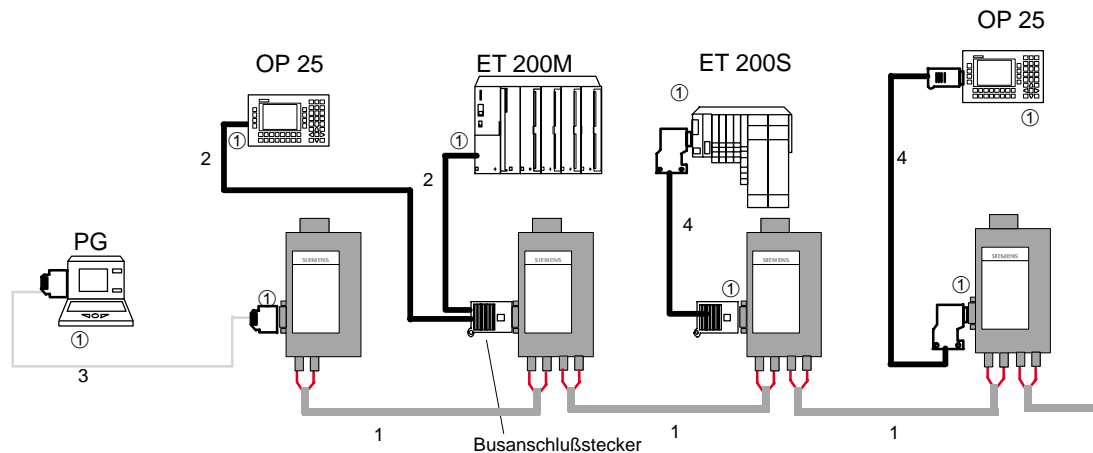 OP 25
OP 25
ET 200M
ET 200S
①
①
①
①
2
2
4
4
PG
SIEMENS
SIEMENS
SIEMENS
SIEMENS
①
①
①
①
3
1
1
1
Busanschlußstecker